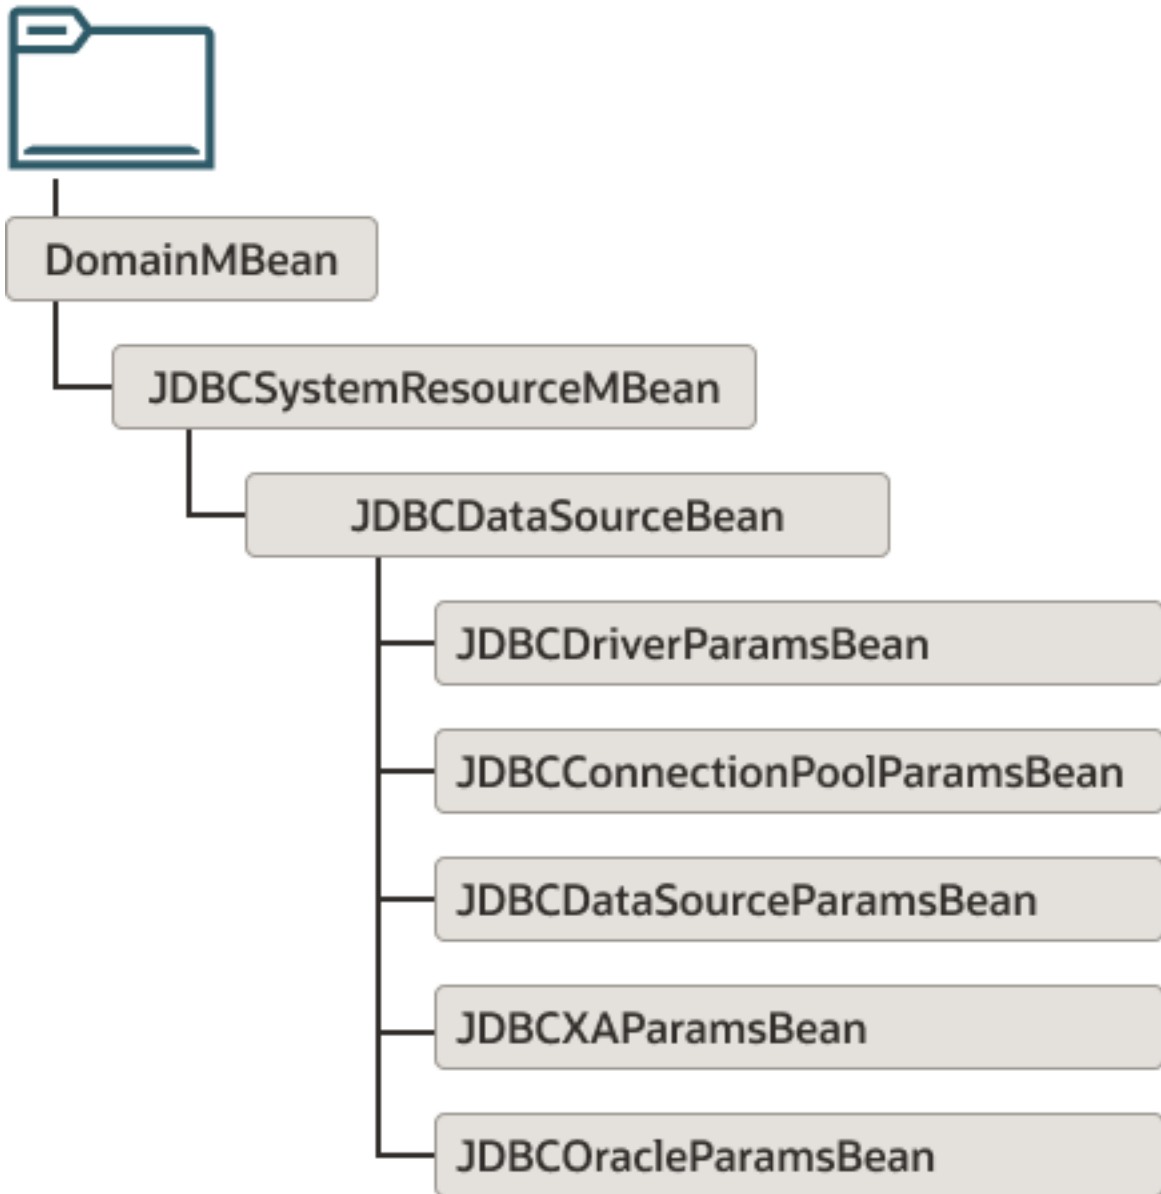 DomainMBean
JDBCSystemResourceMBean
JDBCDataSourceBean
JDBCDriverParamsBean
JDBCConnectionPoolParamsBean
JDBCDataSourceParamsBean
JDBCXAParamsBean
JDBCOracleParamsBean